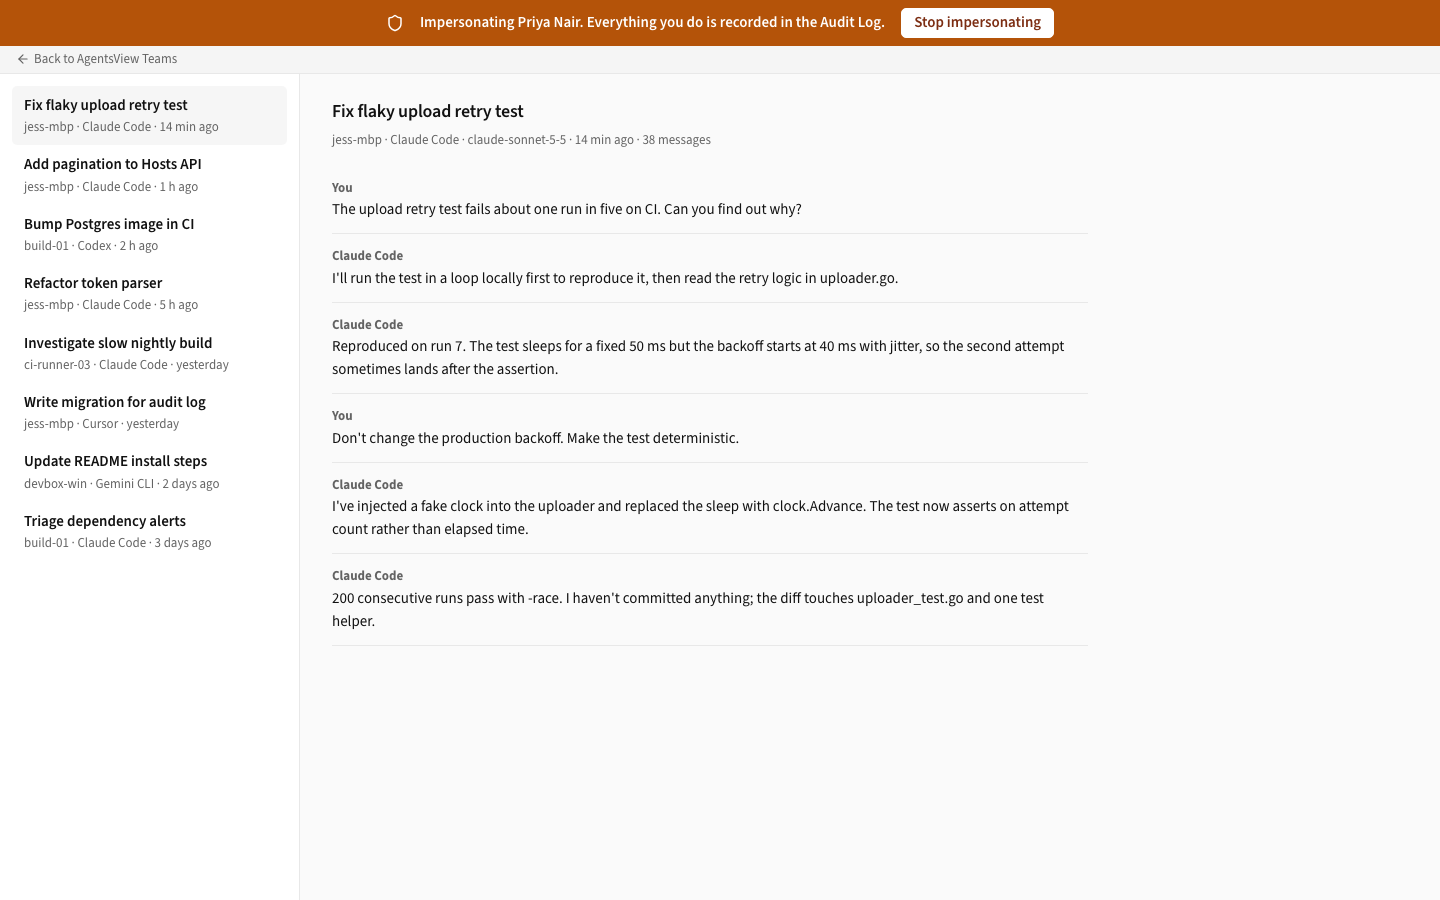 Impersonating Priya Nair. Everything you do is recorded in the Audit Log.
Stop impersonating
Back to AgentsView Teams
Fix flaky upload retry test
jess-mbp · Claude Code · 14 min ago
Add pagination to Hosts API
jess-mbp · Claude Code · 1 h ago
Bump Postgres image in CI
build-01 · Codex · 2 h ago
Refactor token parser
jess-mbp · Claude Code · 5 h ago
Investigate slow nightly build
ci-runner-03 · Claude Code · yesterday
Write migration for audit log
jess-mbp · Cursor · yesterday
Update README install steps
devbox-win · Gemini CLI · 2 days ago
Triage dependency alerts
build-01 · Claude Code · 3 days ago
Fix flaky upload retry test
jess-mbp · Claude Code · claude-sonnet-5-5 · 14 min ago · 38 messages
You
The upload retry test fails about one run in five on CI. Can you find out why?
Claude Code
I'll run the test in a loop locally first to reproduce it, then read the retry logic in uploader.go.
Claude Code
Reproduced on run 7. The test sleeps for a fixed 50 ms but the backoff starts at 40 ms with jitter, so the second attempt
sometimes lands after the assertion.
You
Don't change the production backoff. Make the test deterministic.
Claude Code
I've injected a fake clock into the uploader and replaced the sleep with clock.Advance. The test now asserts on attempt
count rather than elapsed time.
Claude Code
200 consecutive runs pass with -race. I haven't committed anything; the diff touches uploader_test.go and one test
helper.